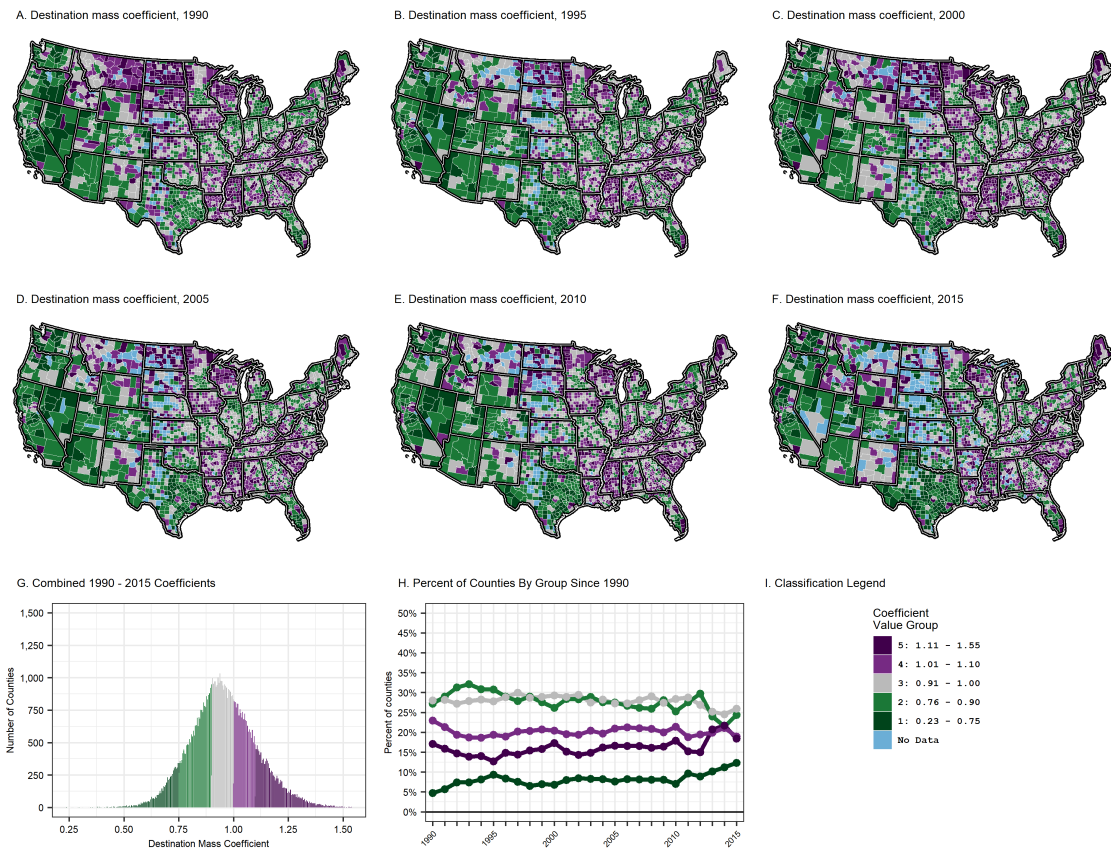 A. Destination mass coefficient, 1990
B. Destination mass coefficient, 1995
C. Destination mass coefficient, 2000
D. Destination mass coefficient, 2005
E. Destination mass coefficient, 2010
F. Destination mass coefficient, 2015
G. Combined 1990 - 2015 Coefficients
1,500
1,250
1,000
750
500
250
0
Number of Counties
0.25
0.50
0.75
1.00
1.25
1.50
Destination Mass Coefficient
H. Percent of Counties By Group Since 1990
50%
45%
40%
35%
30%
25%
20%
15%
10%
5%
0%
Percent of counties
1990
1995
2000
2005
2010
2015
I. Classification Legend
Coefficient
Value Group
5: 1.11 - 1.55
4: 1.01 - 1.10
3: 0.91 - 1.00
2: 0.76 - 0.90
1: 0.23 - 0.75
No Data